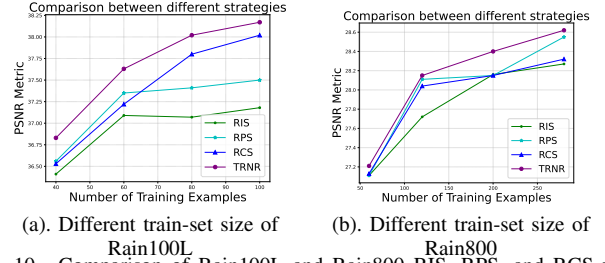 Comparison between different strategies
38.25
38.00
37.75
37.50
37.25
37.00
36.75
36.50
PSNR Metric
RIS
RPS
RCS
TRNR
40 50 60 70 80 90 100
Number of Training Examples
(a). Different train-set size of
Rain100L
Comparison between different strategies
28.6
28.4
28.2
28.0
27.8
27.6
27.4
27.2
PSNR Metric
RIS
RPS
RCS
TRNR
50 100 150 200 250
Number of Training Examples
(b). Different train-set size of
Rain800
10. Comparison of Rain100L and Rain800 RIS, RPS, and RCS